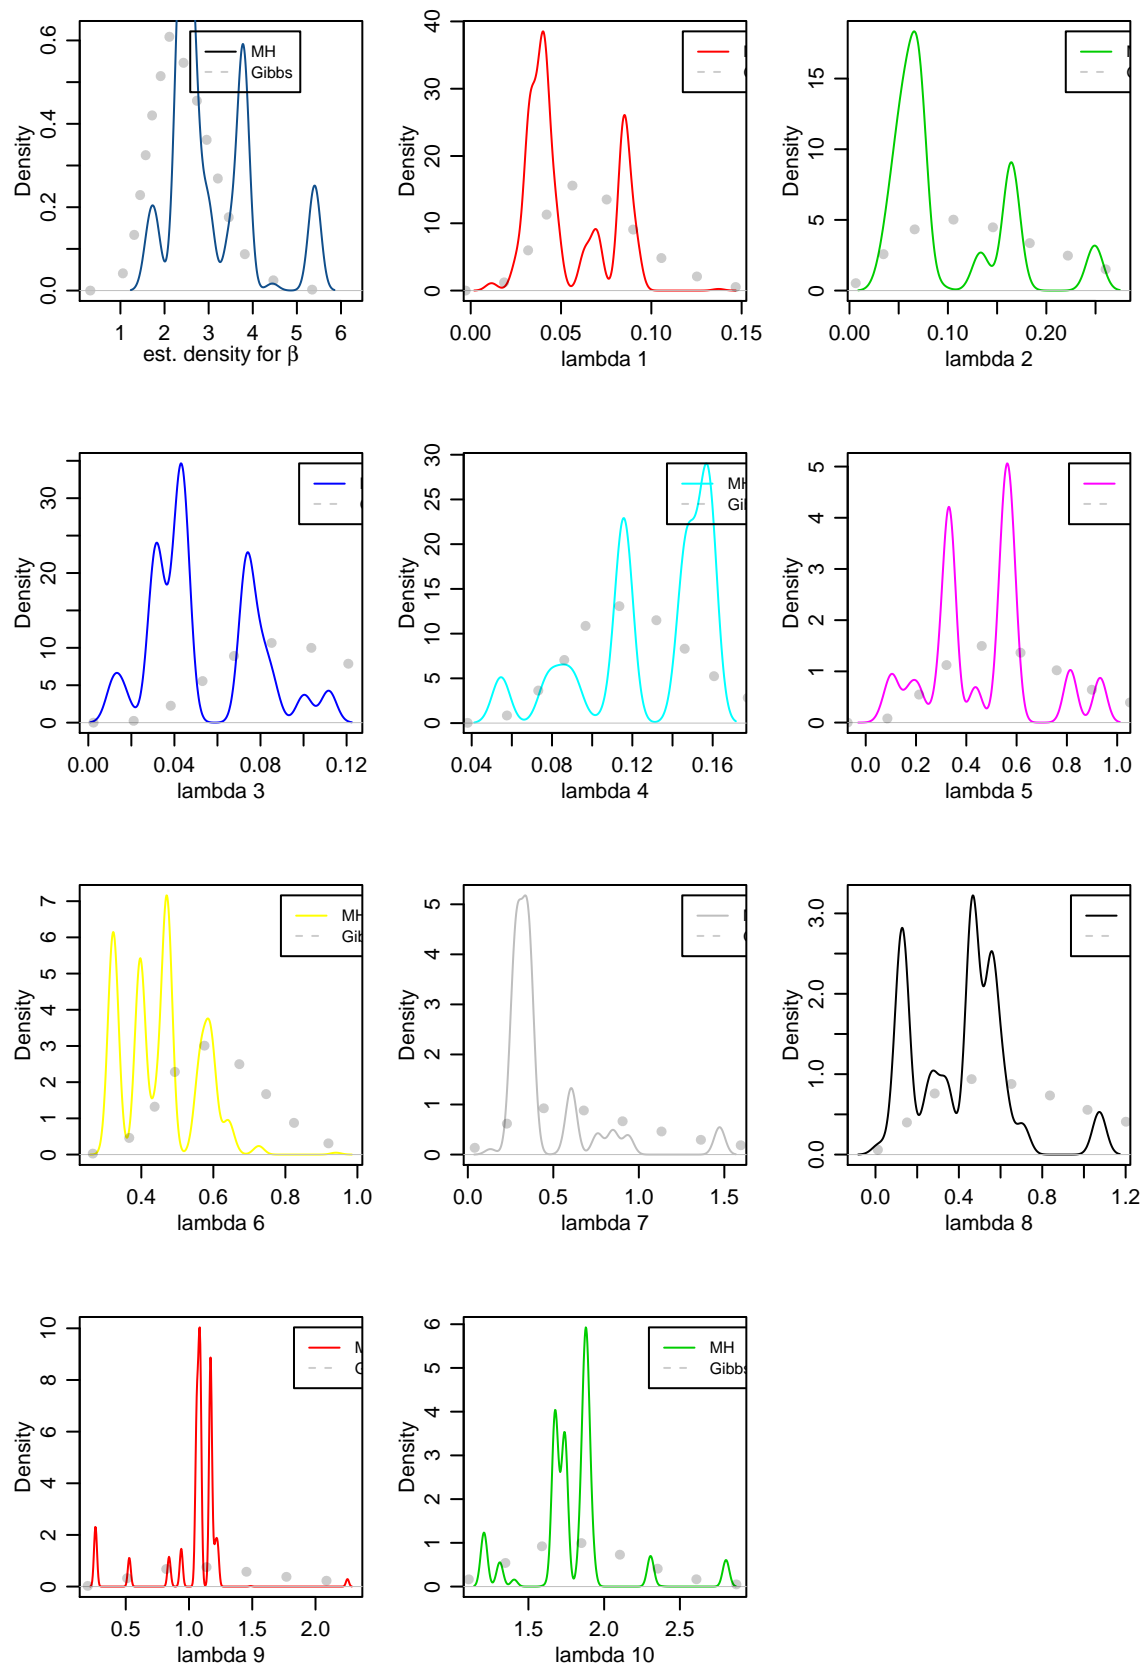 Density
0.0 0.2 0.4 0.6
1 2 3 4 5 6
est. density for β
MH
Gibbs
Density
0 10 20 30 40
0.00 0.05 0.10 0.15
lambda 1
Density
0 5 10 15
0.00 0.10 0.20
lambda 2
Density
0 5 10 20 30
0.00 0.04 0.08 0.12
lambda 3
Density
0 5 10 15 20 25 30
0.04 0.08 0.12 0.16
lambda 4
Density
0 1 2 3 4 5
0.0 0.2 0.4 0.6 0.8 1.0
lambda 5
Density
0 1 2 3 4 5 6 7
0.4 0.6 0.8 1.0
lambda 6
Density
0 1 2 3 4 5
0.0 0.5 1.0 1.5
lambda 7
Density
0.0 1.0 2.0 3.0
0.0 0.4 0.8 1.2
lambda 8
Density
0 2 4 6 8 10
0.5 1.0 1.5 2.0
lambda 9
Density
0 1 2 3 4 5 6
1.5 2.0 2.5
lambda 10
MH
Gibbs